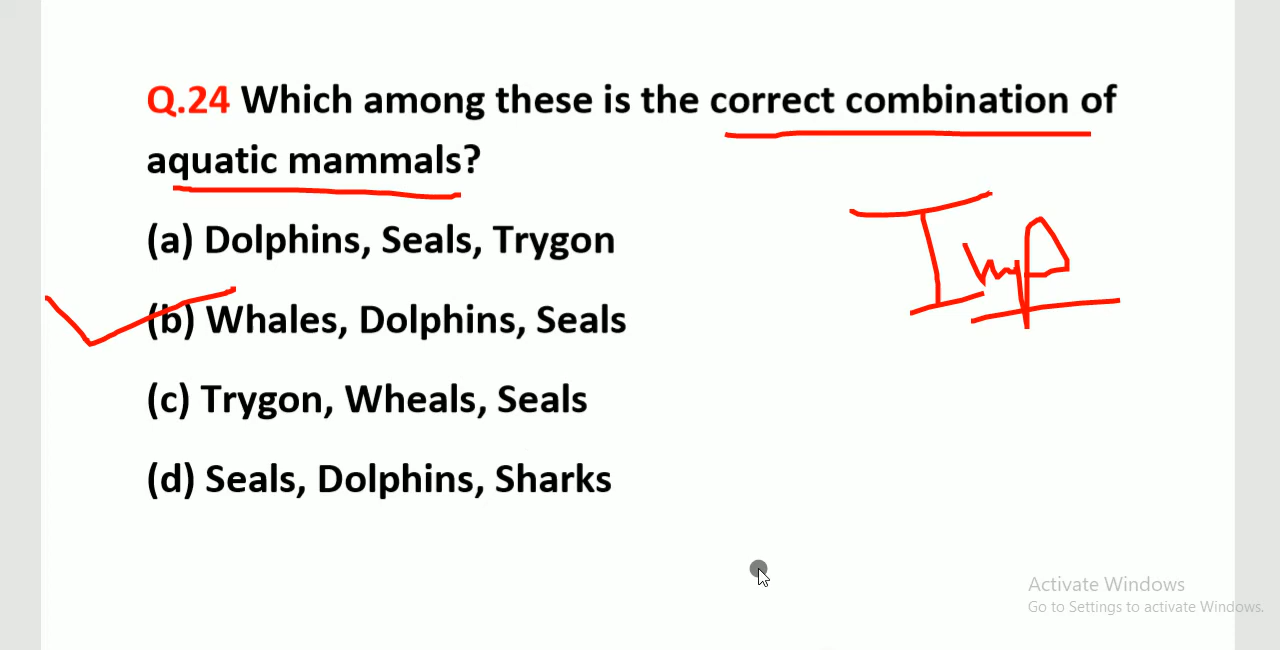 Q.24 Which among these is the correct combination of
aquatic mammals?
(a) Dolphins, Seals, Trygon
Imp
(b) Whales, Dolphins, Seals
(c) Trygon, Wheals, Seals
(d) Seals, Dolphins, Sharks
Activate Windows
Go to Settings to activate Windows.